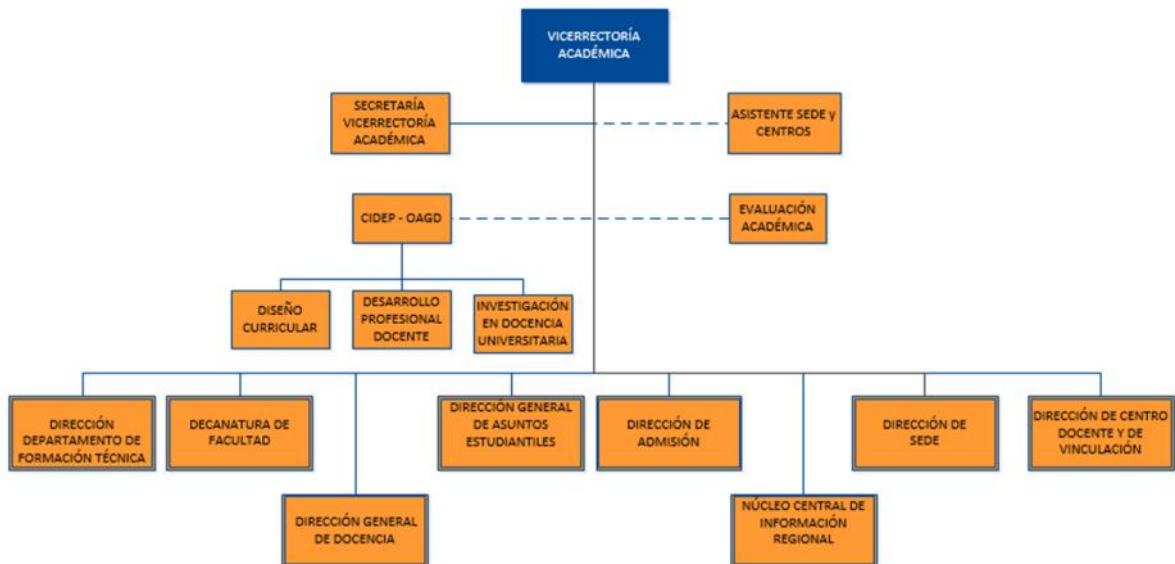 VICERRECTORÍA
ACADÉMICA
SECRETARÍA
VICERRECTORÍA
ACADÉMICA
ASISTENTE SEDE y
CENTROS
CIDEP - OAGD
EVALUACIÓN
ACADÉMICA
DISEÑO
CURRICULAR
DESARROLLO
PROFESIONAL
DOCENTE
INVESTIGACIÓN
EN DOCENCIA
UNIVERSITARIA
DIRECCIÓN
DEPARTAMENTO DE
FORMACIÓN TÉCNICA
DECANATURA DE
FACULTAD
DIRECCIÓN GENERAL
DE ASUNTOS
ESTUDIANTILES
DIRECCIÓN DE
ADMISIÓN
DIRECCIÓN DE
SEDE
DIRECCIÓN DE CENTRO
DOCENTE Y DE
VINCULACIÓN
DIRECCIÓN GENERAL
DE DOCENCIA
NÚCLEO CENTRAL DE
INFORMACIÓN
REGIONAL